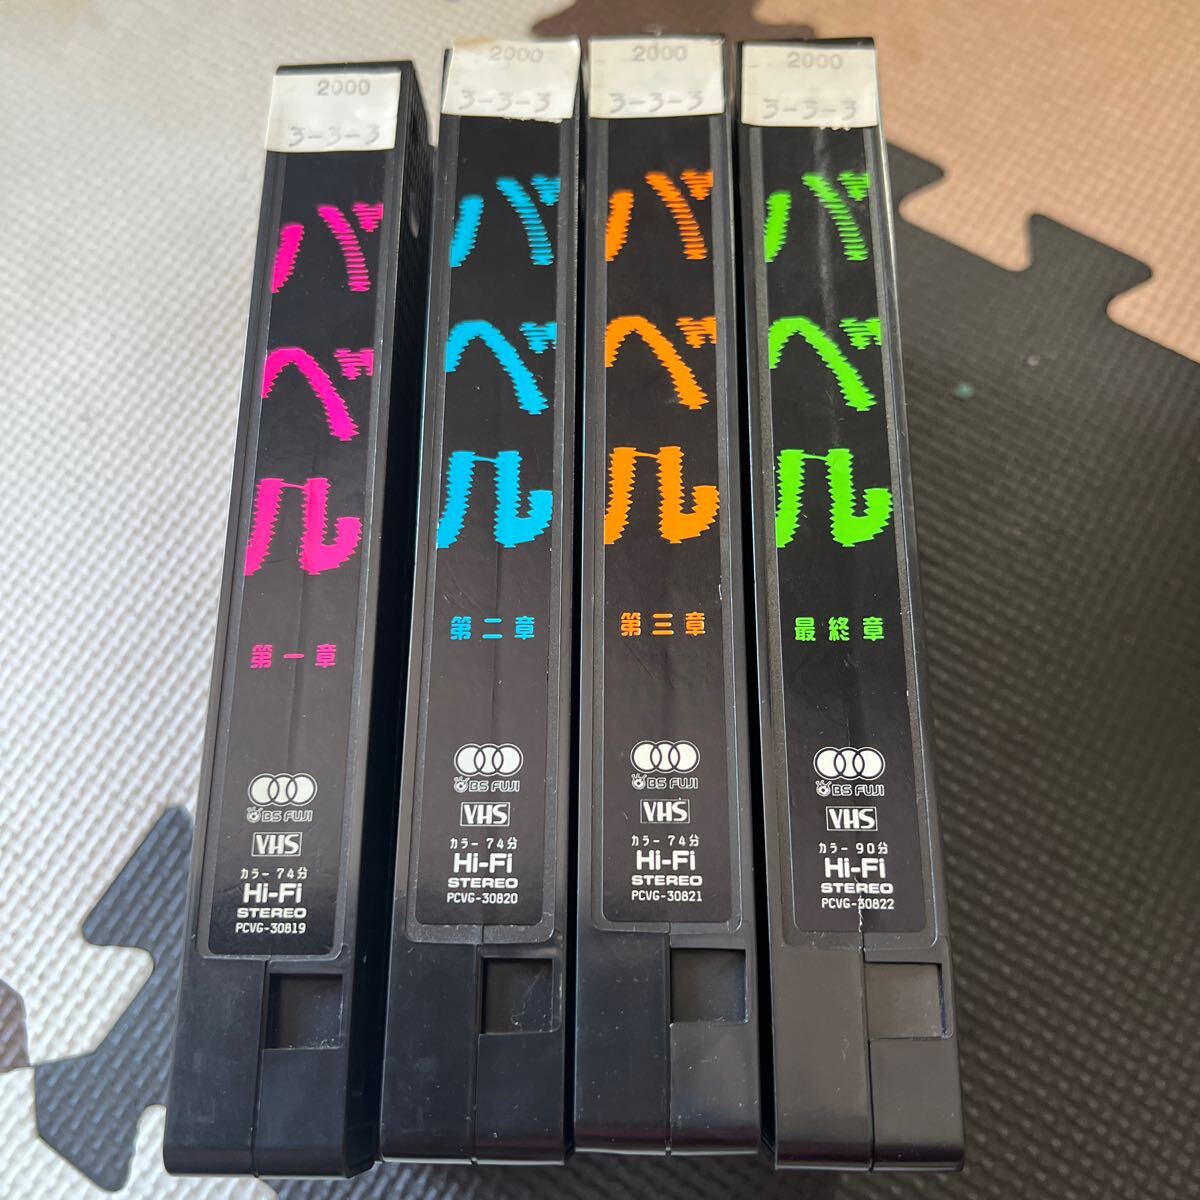 2000
3-3-3
バベル
第一章
BS FUJI
VHS
カラー 74分
Hi-Fi
STEREO
PCVG-30819
2000
3-3-3
バベル
第二章
BS FUJI
VHS
カラー 74分
Hi-Fi
STEREO
PCVG-30820
2000
3-3-3
バベル
第三章
BS FUJI
VHS
カラー 74分
Hi-Fi
STEREO
PCVG-30821
2000
3-3-3
バベル
最終章
BS FUJI
VHS
カラー 90分
Hi-Fi
STEREO
PCVG-30822